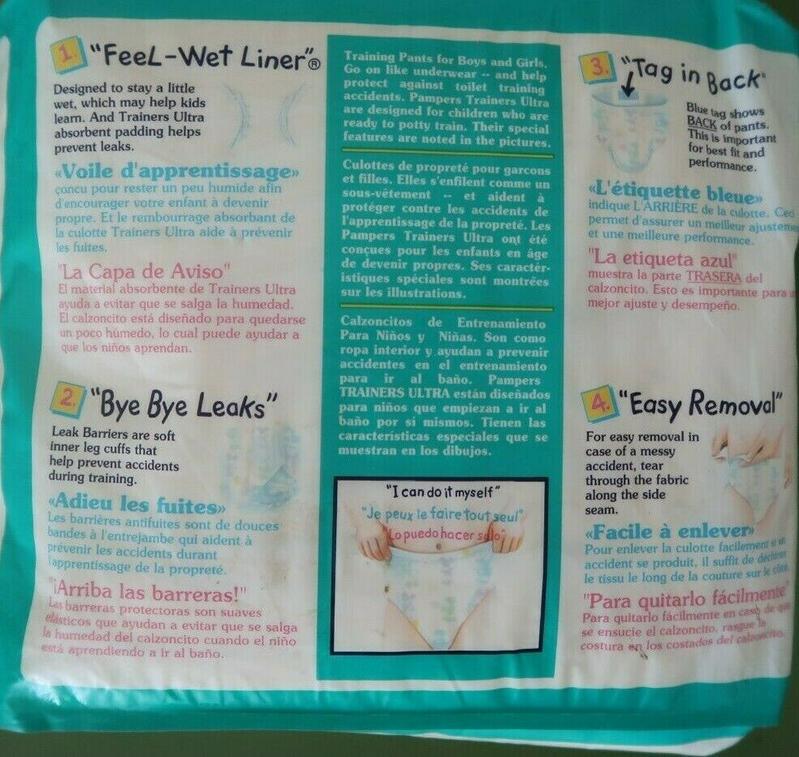 1. "FeeL-Wet Liner"®
Designed to stay a little
wet, which may help kids
learn. And Trainers Ultra
absorbent padding helps
prevent leaks.
«Voile d'apprentissage»
conçu pour rester un peu humide afin
d'encourager votre enfant à devenir
propre. Et le rembourrage absorbant de
la culotte Trainers Ultra aide à prévenir
les fuites.
"La Capa de Aviso"
El material absorbente de Trainers Ultra
ayuda a evitar que se salga la humedad.
El calzoncito está diseñado para quedarse
un poco húmedo, lo cual puede ayudar a
que los niños aprendan.
2. "Bye Bye Leaks"
Leak Barriers are soft
inner leg cuffs that
help prevent accidents
during training.
«Adieu les fuites»
Les barrières antifuites sont de douces
bandes à l'entrejambe qui aident à
prévenir les accidents durant
l'apprentissage de la propreté.
"¡Arriba las barreras!"
Las barreras protectoras son suaves
elásticos que ayudan a evitar que se salga
la humedad del calzoncito cuando el niño
está aprendiendo a ir al baño.
Training Pants for Boys and Girls.
Go on like underwear -- and help
protect against toilet training
accidents. Pampers Trainers Ultra
are designed for children who are
ready to potty train. Their special
features are noted in the pictures.
Culottes de propreté pour garcons
et filles. Elles s'enfilent comme un
sous-vêtement -- et aident à
protéger contre les accidents de
l'apprentissage de la propreté. Les
Pampers Trainers Ultra ont été
conçues pour les enfants en âge
de devenir propres. Ses caractér-
istiques spéciales sont montrées
sur les illustrations.
Calzoncitos de Entrenamiento
Para Niños y Niñas. Son como
ropa interior y ayudan a prevenir
accidentes en el entrenamiento
para ir al baño. Pampers
TRAINERS ULTRA están diseñados
para niños que empiezan a ir al
baño por sí mismos. Tienen las
características especiales que se
muestran en los dibujos.
"I can do it myself"
"Je peux le faire tout seul"
"Lo puedo hacer solo"
3. "Tag in Back"
Blue tag shows
BACK of pants.
This is important
for best fit and
performance.
«L'étiquette bleue»
indique L'ARRIÈRE de la culotte. Ceci
permet d'assurer un meilleur ajustement
et une meilleure performance.
"La etiqueta azul"
muestra la parte TRASERA del
calzoncito. Esto es importante para
mejor ajuste y desempeño.
4. "Easy Removal"
For easy removal in
case of a messy
accident, tear
through the fabric
along the side
seam.
«Facile à enlever»
Pour enlever la culotte facilement si un
accident se produit, il suffit de déchirer
le tissu le long de la couture sur le côté.
"Para quitarlo fácilmente"
Para quitarlo fácilmente en caso de que
se ensucie el calzoncito, rasgue la
costura en los costados del calzoncito.